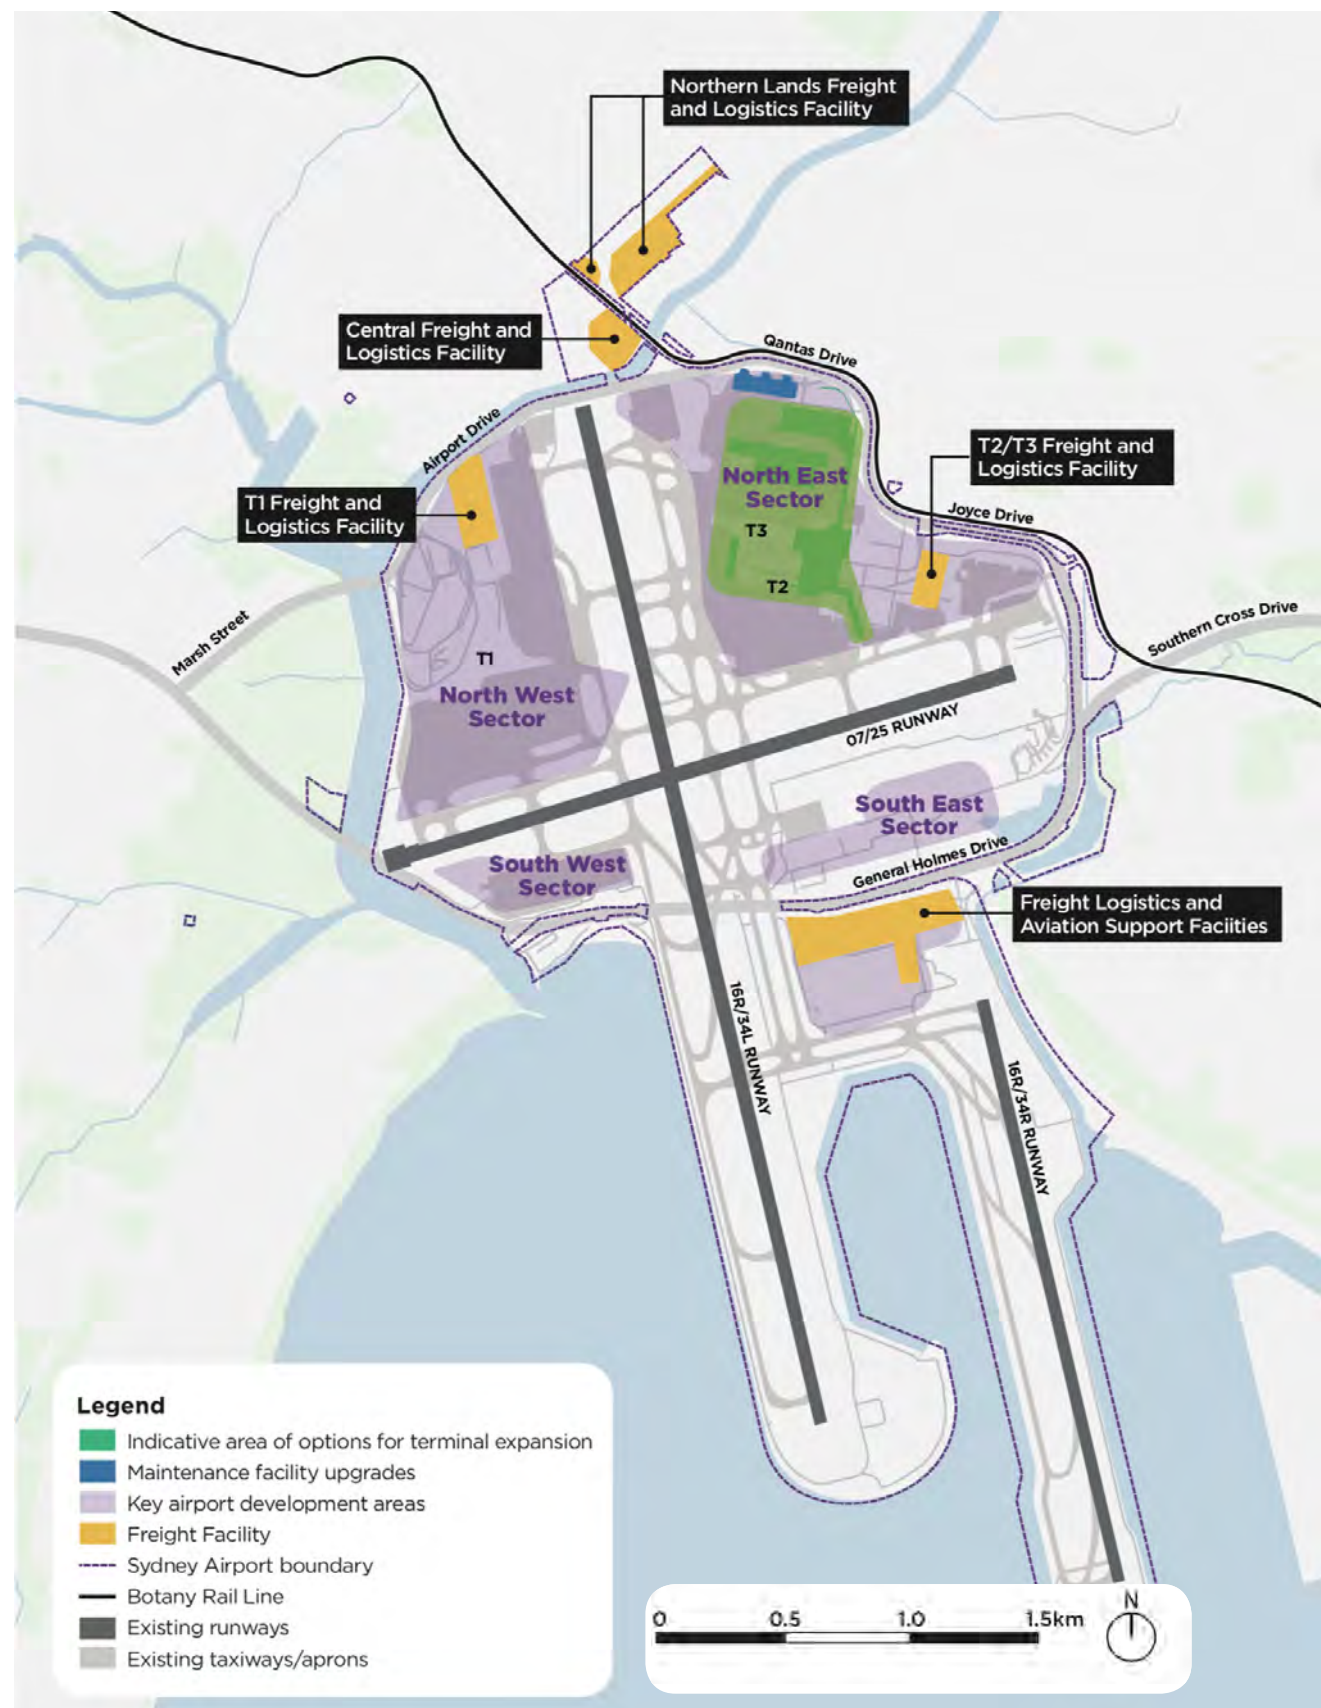 Northern Lands Freight
and Logistics Facility
Central Freight and
Logistics Facility
Qantas Drive
Airport Drive
T2/T3 Freight and
Logistics Facility
North East
Sector
T1 Freight and
Logistics Facility
Joyce Drive
T3
T2
Marsh Street
Southern Cross Drive
T1
North West
Sector
07/25 RUNWAY
South East
Sector
South West
Sector
General Holmes Drive
Freight Logistics and
Aviation Support Faciities
16R/34L RUNWAY
16R/34R RUNWAY
Legend
Indicative area of options for terminal expansion
Maintenance facility upgrades
Key airport development areas
Freight Facility
Sydney Airport boundary
Botany Rail Line
Existing runways
Existing taxiways/aprons
0 0.5 1.0 1.5km
N